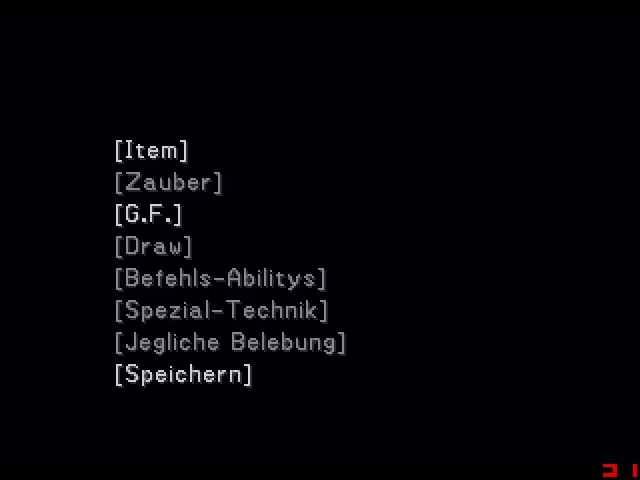 [Item]
[Zauber]
[G.F.]
[Draw]
[Befehls-Abilitys]
[Spezial-Technik]
[Jegliche Belebung]
[Speichern]